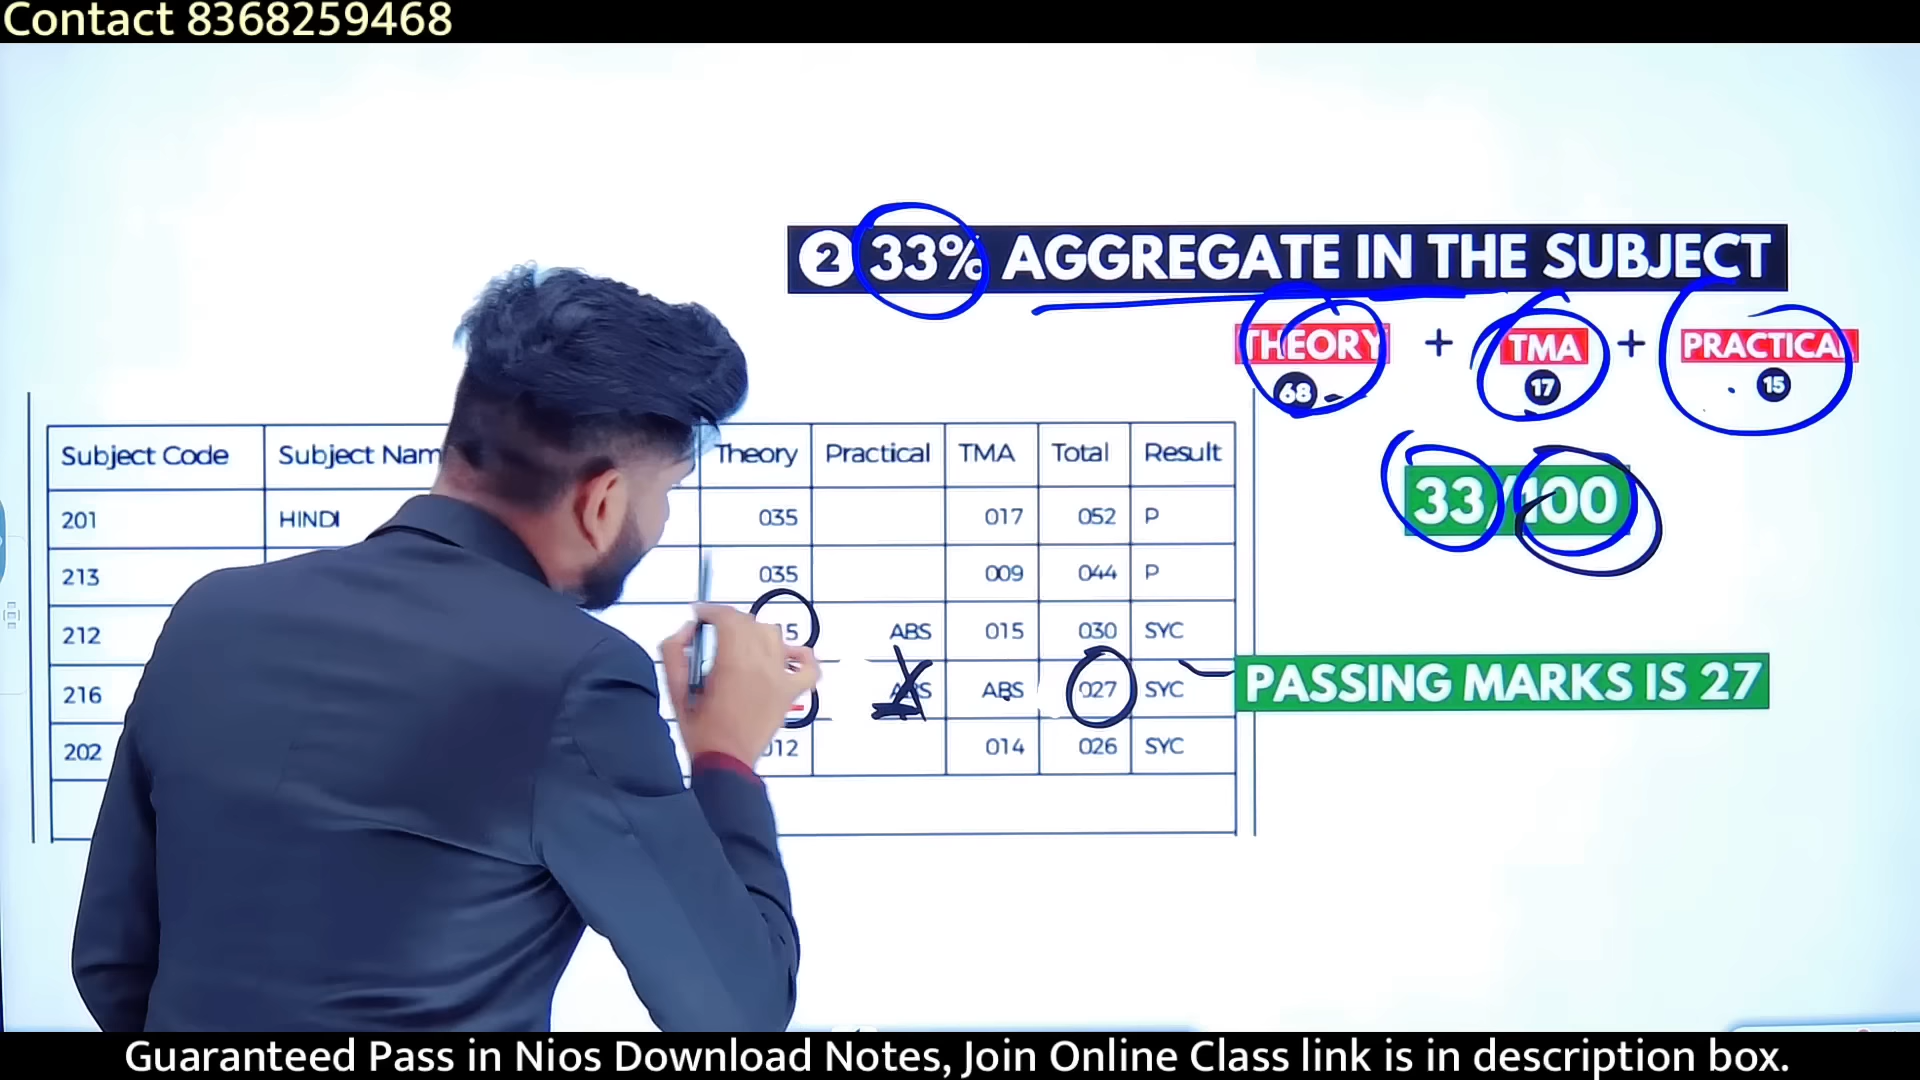 Contact 8368259468
2 33% AGGREGATE IN THE SUBJECT
THEORY + TMA + PRACTICAL
68 17 15
33/100
Subject Code Subject Nam Theory Practical TMA Total Result
201 HINDI 035 017 052 P
213 035 009 044 P
212 ABS 015 030 SYC
216 ABS ABS 027 SYC
202 012 014 026 SYC
PASSING MARKS IS 27
Guaranteed Pass in Nios Download Notes, Join Online Class link is in description box.